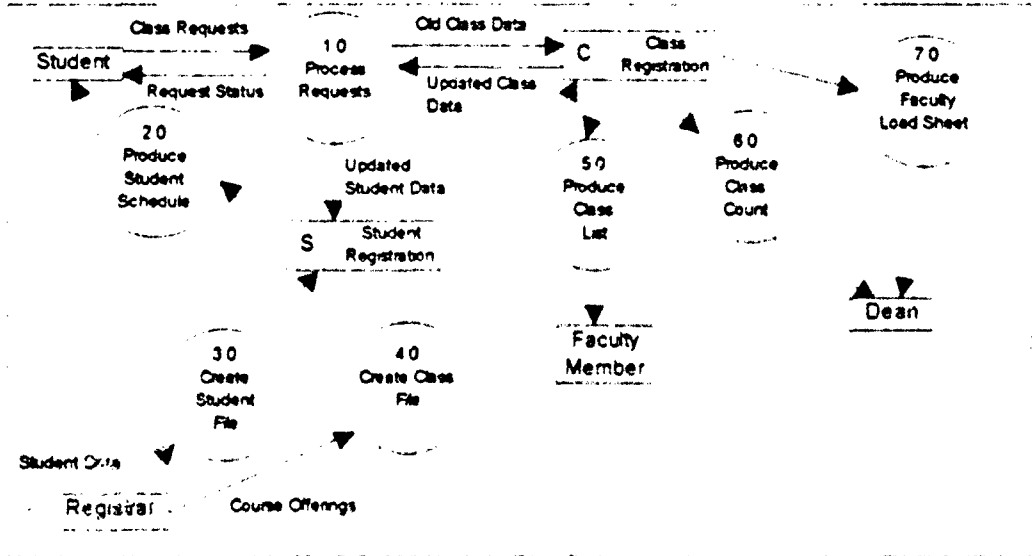 Class Requests
Old Class Data
Student
1.0
Process
Requests
C
Class
Registration
7.0
Produce
Faculty
Load Sheet
Request Status
Updated Class
Data
2.0
Produce
Student
Schedule
6.0
Produce
Class
Count
5.0
Produce
Class
List
Updated
Student Data
S
Student
Registration
Dean
Faculty
Member
3.0
Create
Student
File
4.0
Create Class
File
Student Data
Registrar
Course Offerings